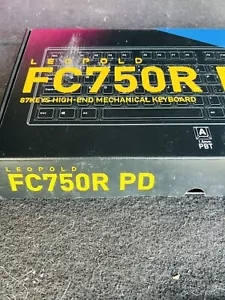 LEOPOLD
FC750R P
87KEYS HIGH-END MECHANICAL KEYBOARD
A
PBT
LEOPOLD
FC750R PD